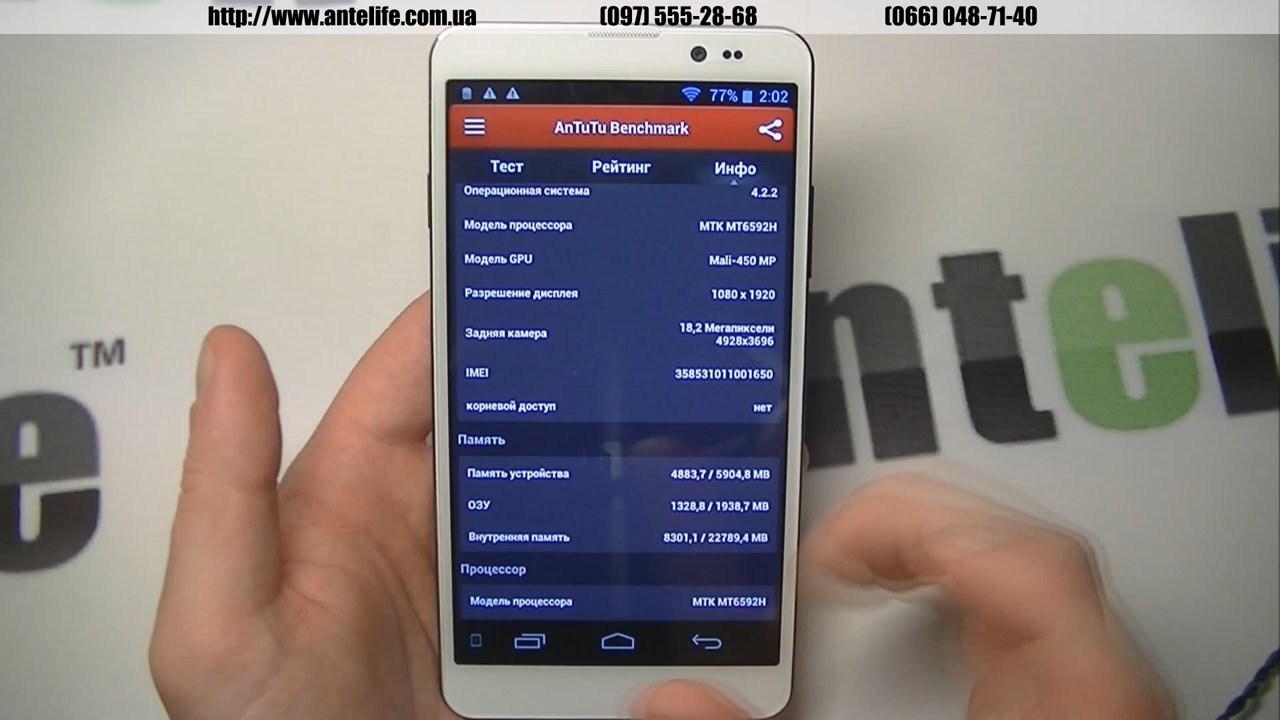 http://www.antelife.com.ua (097) 555-28-68 (066) 048-71-40
77% 2:02
AnTuTu Benchmark
Тест Рейтинг Инфо
Операционная система 4.2.2
Модель процессора MTK MT6592H
Модель GPU Mali-450 MP
Разрешение дисплея 1080 x 1920
Задняя камера 18,2 Мегапиксели
4928x3696
IMEI 358531011001650
корневой доступ нет
Память
Память устройства 4883,7 / 5904,8 MB
ОЗУ 1328,8 / 1938,7 MB
Внутренняя память 8301,1 / 22789,4 MB
Процессор
Модель процессора MTK MT6592H
e TM
anteli